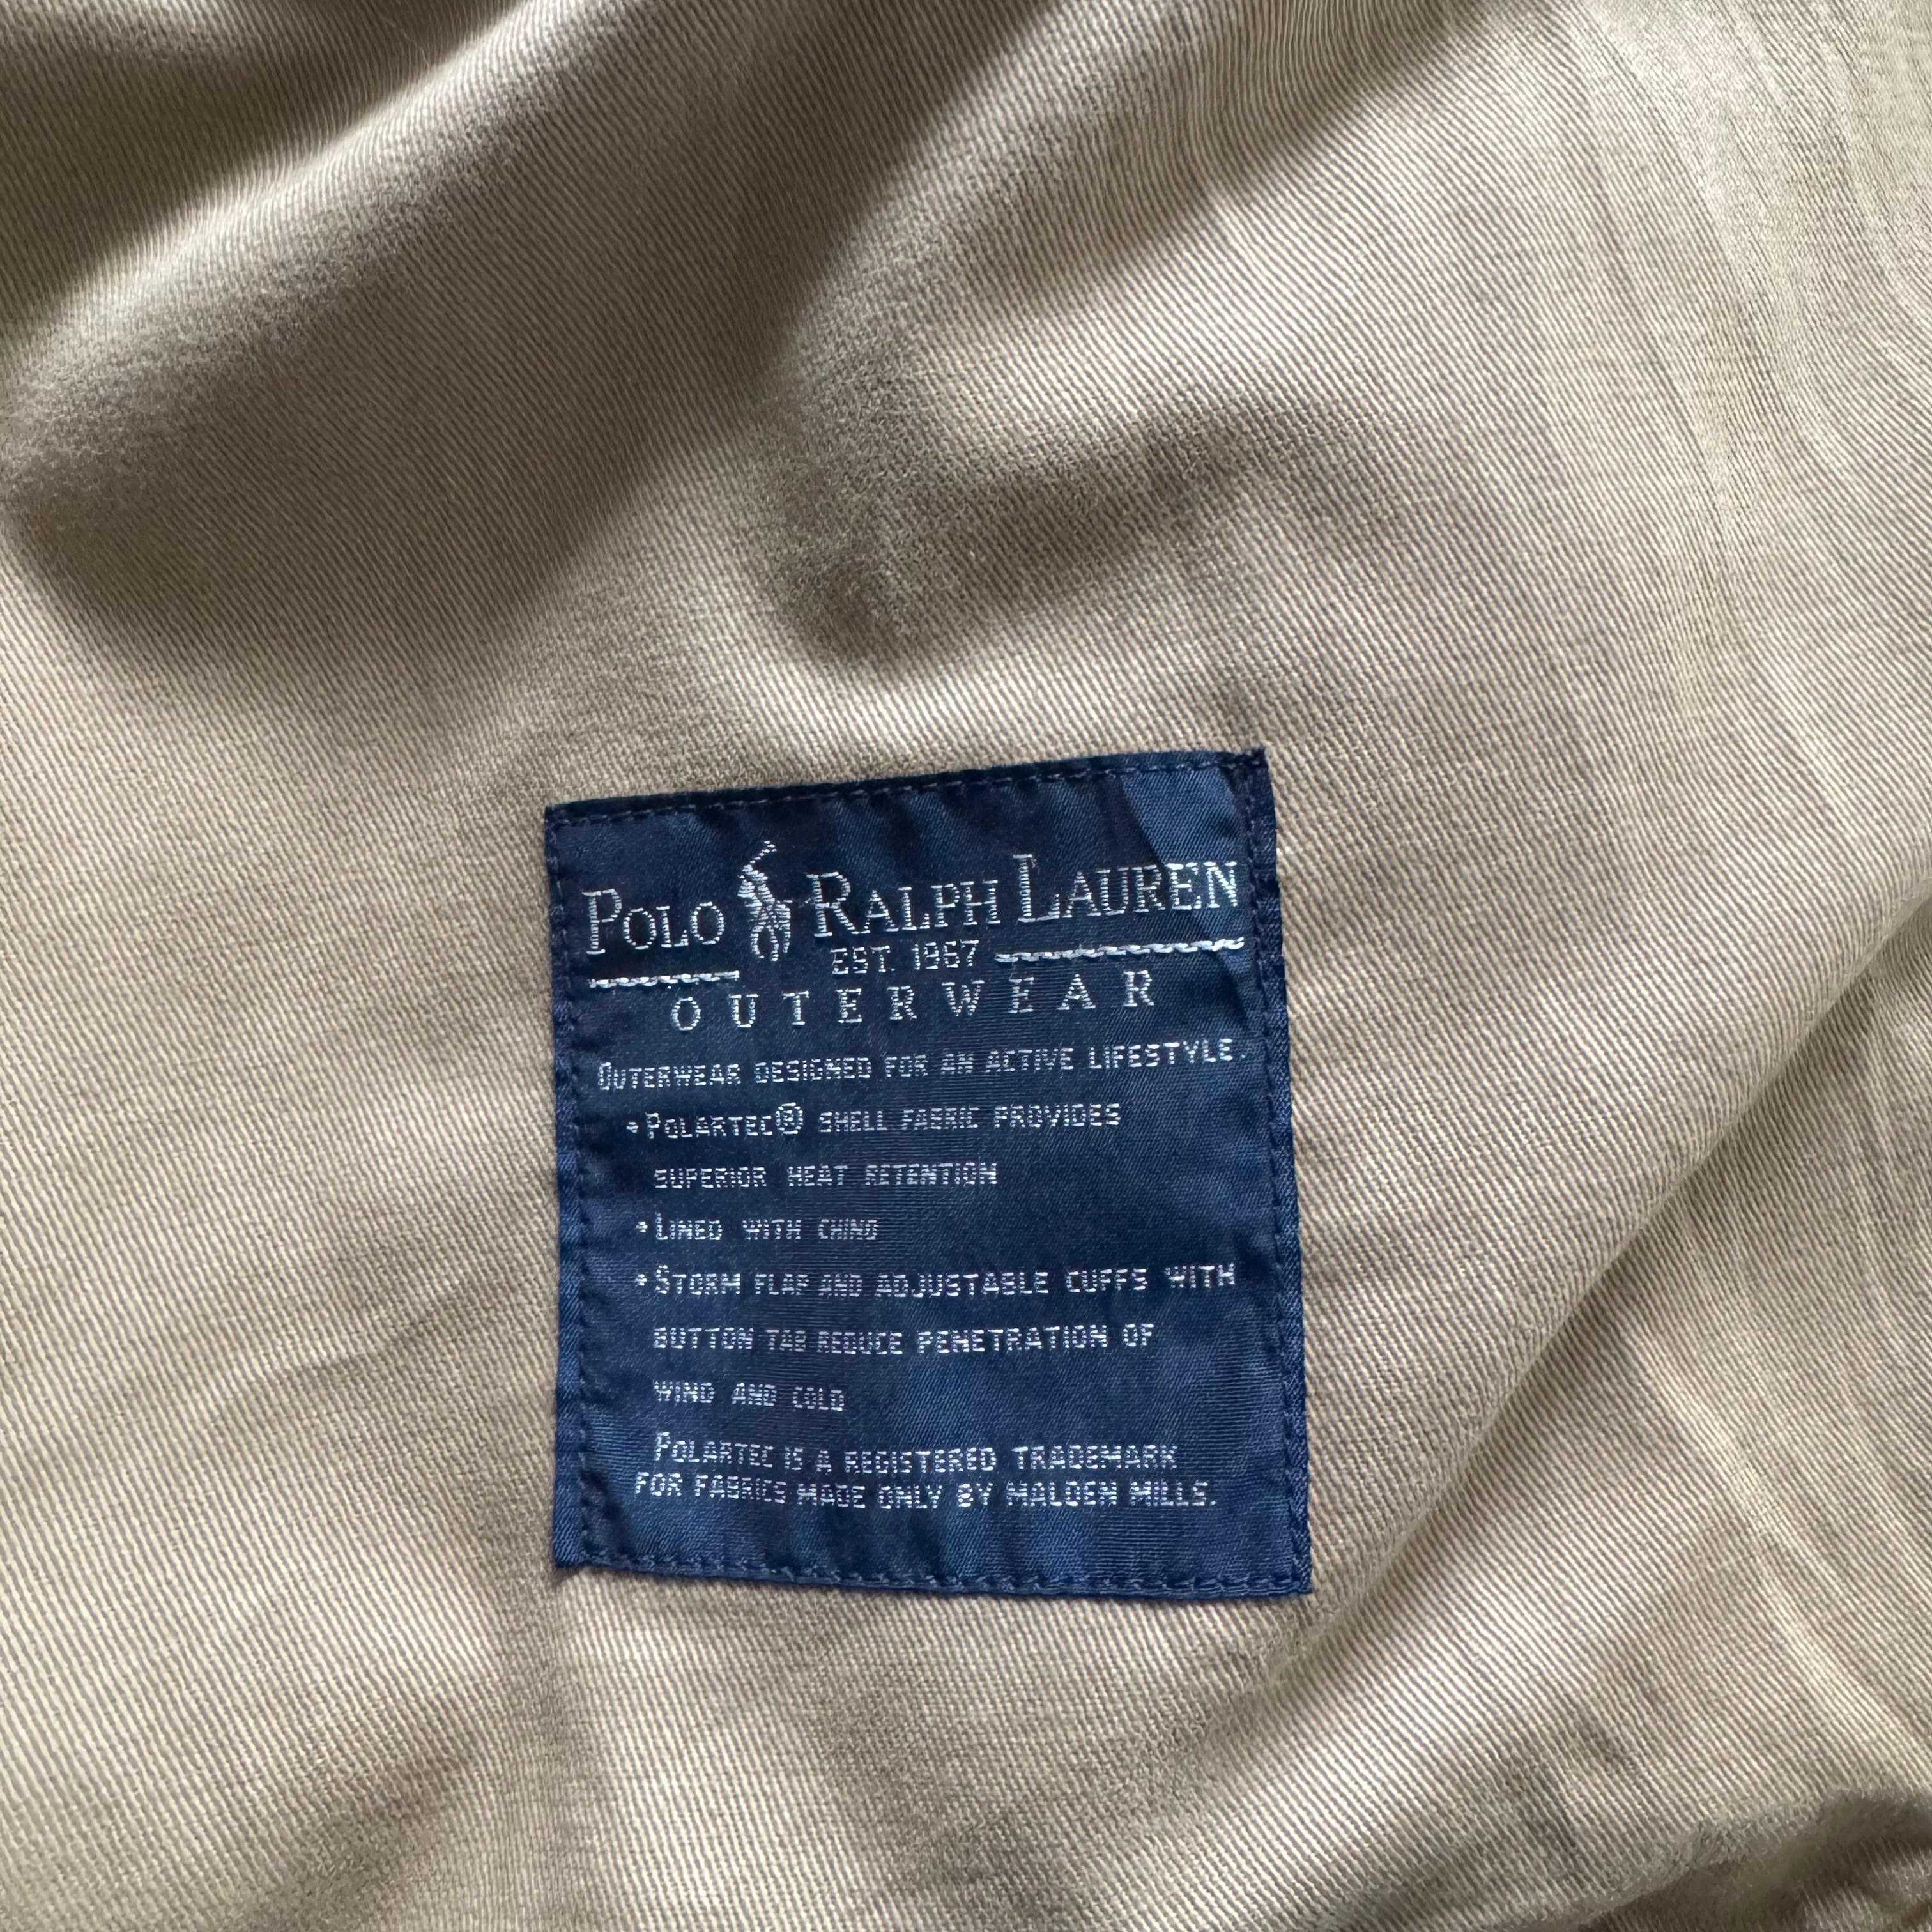 POLO RALPH LAUREN
EST. 1967
OUTERWEAR
OUTERWEAR DESIGNED FOR AN ACTIVE LIFESTYLE.
•POLARTEC® SHELL FABRIC PROVIDES
SUPERIOR HEAT RETENTION
•LINED WITH CHINO
•STORM FLAP AND ADJUSTABLE CUFFS WITH
BUTTON TAB REDUCE PENETRATION OF
WIND AND COLD
POLARTEC IS A REGISTERED TRADEMARK
FOR FABRICS MADE ONLY BY MALDEN MILLS.